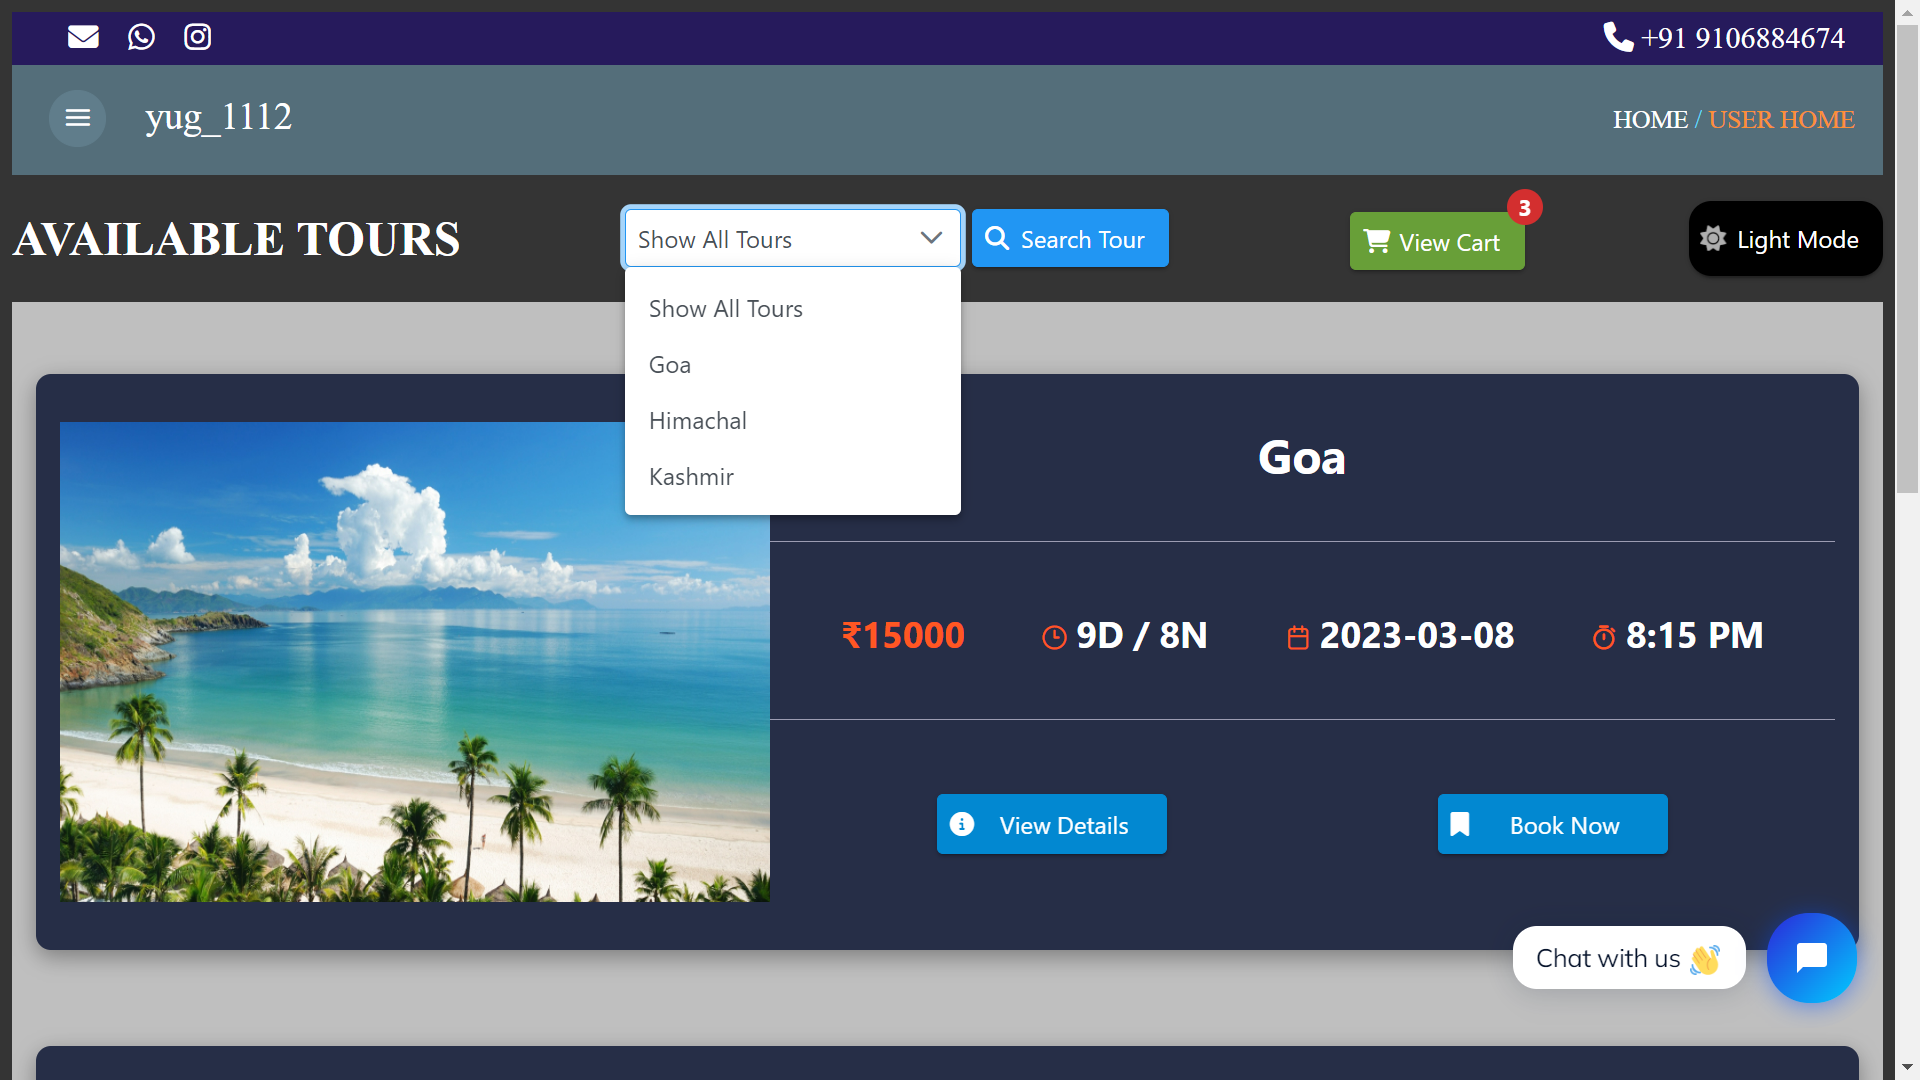 +91 9106884674
yug_1112
HOME / USER HOME
AVAILABLE TOURS
Show All Tours
Search Tour
View Cart
3
Light Mode
Show All Tours
Goa
Himachal
Kashmir
Goa
₹15000
9D / 8N
2023-03-08
8:15 PM
View Details
Book Now
Chat with us 👋